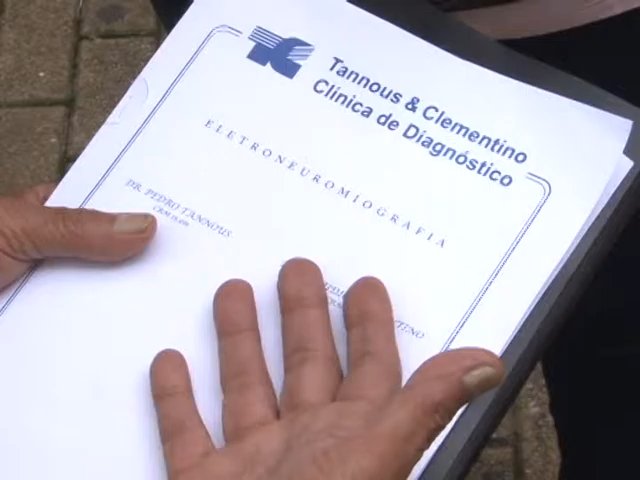 Tannous & Clementino
Clínica de Diagnóstico
ELETRONEUROMIOGRAFIA
DR. PEDRO TANNOUS